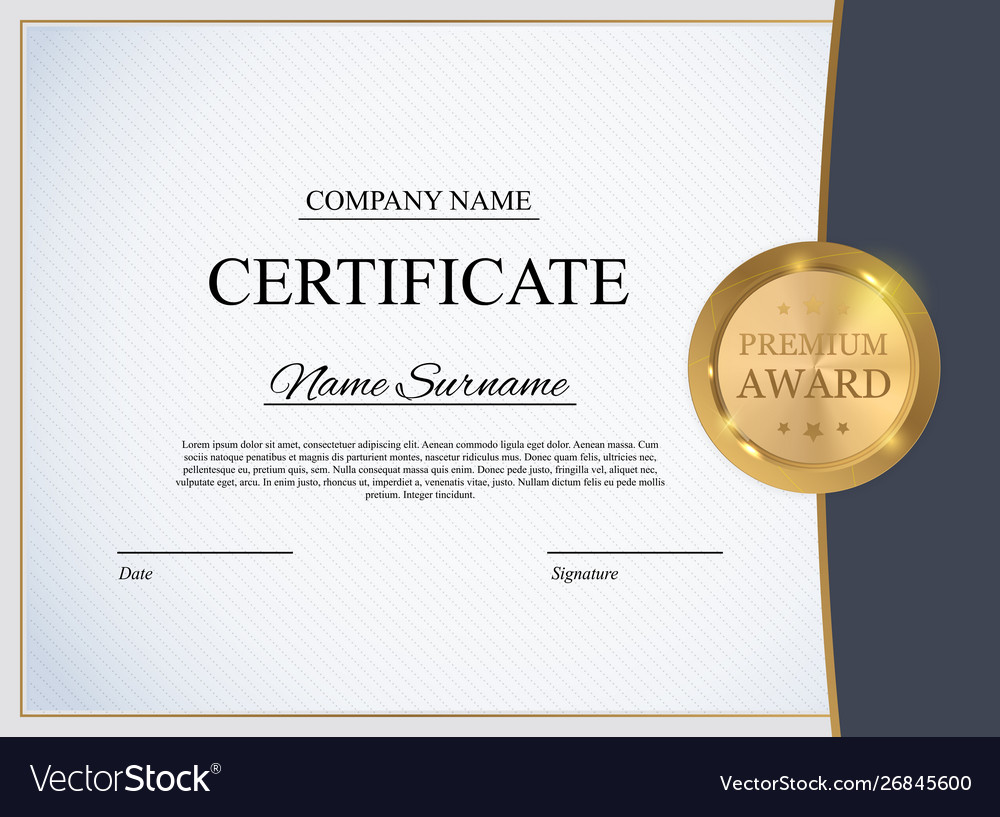 COMPANY NAME
CERTIFICATE
Name Surname
PREMIUM
AWARD
Lorem ipsum dolor sit amet, consectetuer adipiscing elit. Aenean commodo ligula eget dolor. Aenean massa. Cum
sociis natoque penatibus et magnis dis parturient montes, nascetur ridiculus mus. Donec quam felis, ultricies nec,
pellentesque eu, pretium quis, sem. Nulla consequat massa quis enim. Donec pede justo, fringilla vel, aliquet nec,
vulputate eget, arcu. In enim justo, rhoncus ut, imperdiet a, venenatis vitae, justo. Nullam dictum felis eu pede mollis
pretium. Integer tincidunt.
Date
Signature
VectorStock®
VectorStock.com/26845600